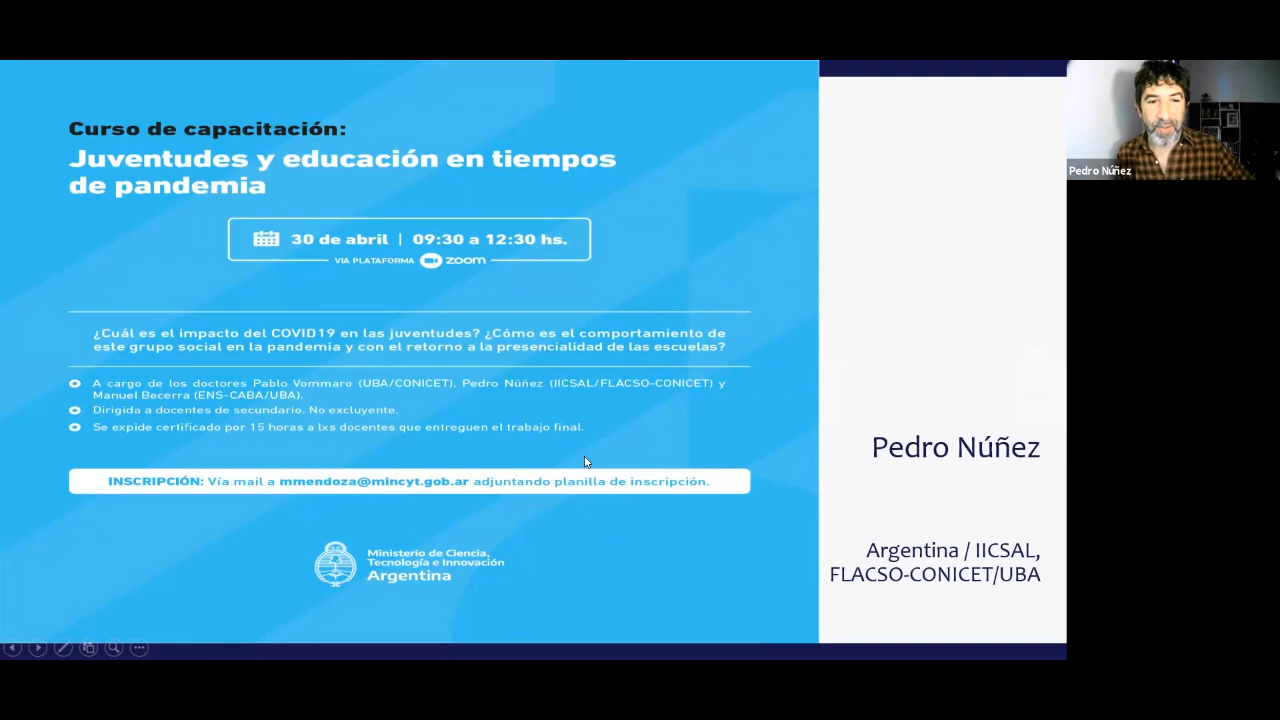 Curso de capacitación:
Juventudes y educación en tiempos
de pandemia
30 de abril | 09:30 a 12:30 hs.
VIA PLATAFORMA zoom
¿Cuál es el impacto del COVID19 en las juventudes? ¿Cómo es el comportamiento de
este grupo social en la pandemia y con el retorno a la presencialidad de las escuelas?
A cargo de los doctores Pablo Vommaro (UBA/CONICET), Pedro Núñez (IICSAL/FLACSO-CONICET) y
Manuel Becerra (ENS-CABA/UBA).
Dirigida a docentes de secundario. No excluyente.
Se expide certificado por 15 horas a lxs docentes que entreguen el trabajo final.
INSCRIPCIÓN: Vía mail a mmendoza@mincyt.gob.ar adjuntando planilla de inscripción.
Ministerio de Ciencia,
Tecnología e Innovación
Argentina
Pedro Núñez
Argentina / IICSAL,
FLACSO-CONICET/UBA
Pedro Núñez